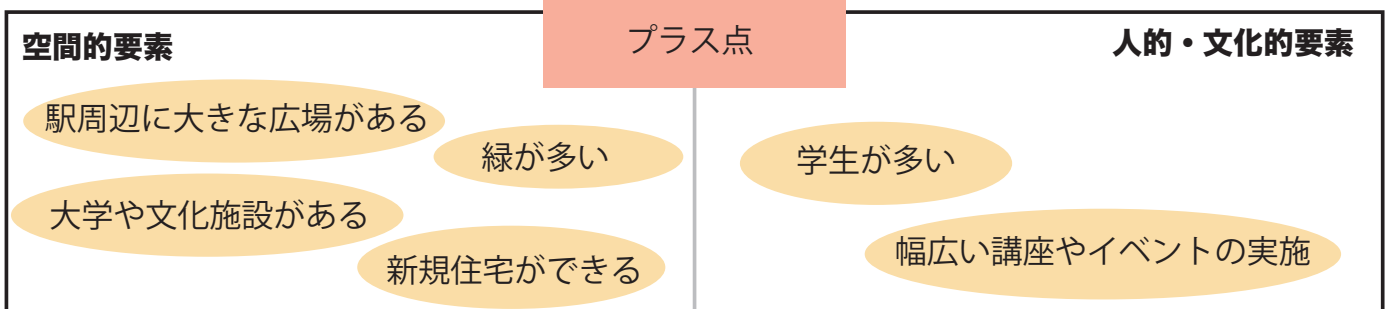 プラス点
空間的要素
駅周辺に大きな広場がある
緑が多い
大学や文化施設がある
新規住宅ができる
人的・文化的要素
学生が多い
幅広い講座やイベントの実施